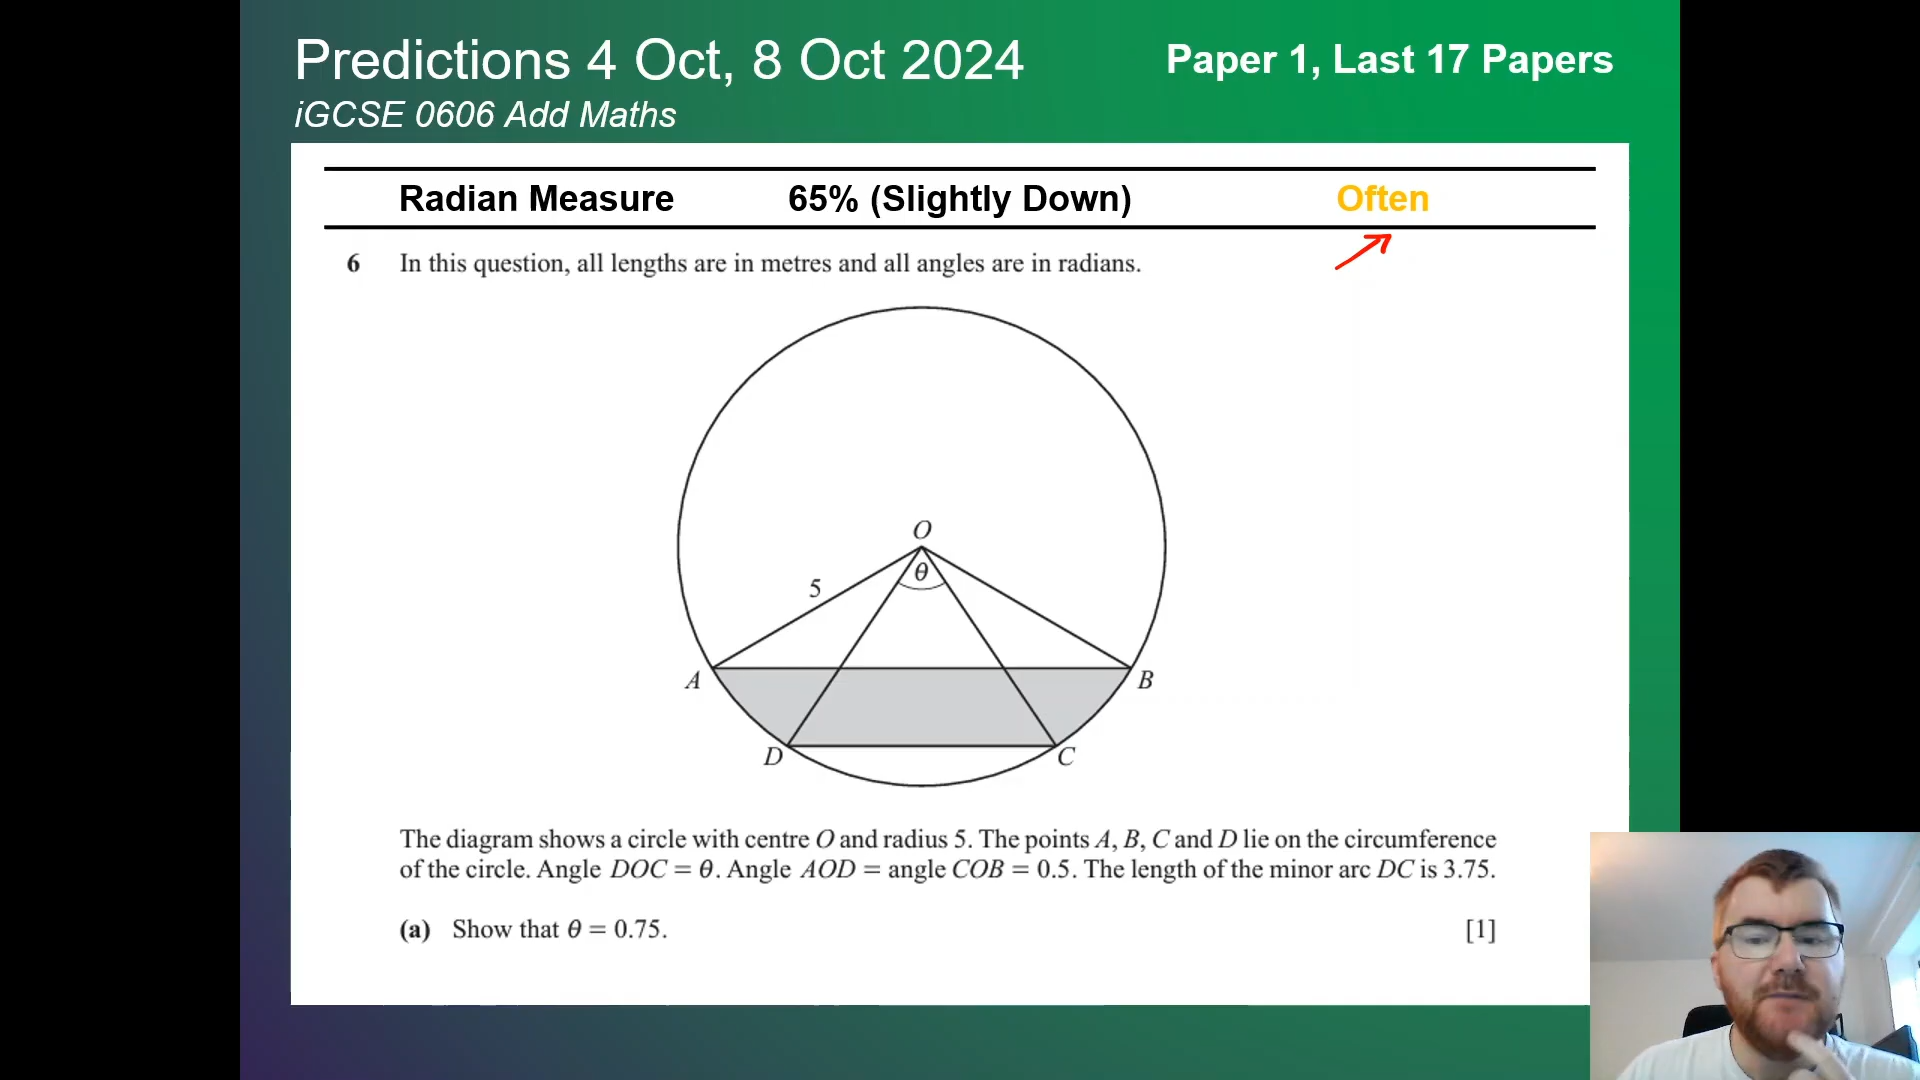 Predictions 4 Oct, 8 Oct 2024
Paper 1, Last 17 Papers
iGCSE 0606 Add Maths
Radian Measure 65% (Slightly Down) Often
6 In this question, all lengths are in metres and all angles are in radians.
O
θ
5
A
B
D
C
The diagram shows a circle with centre O and radius 5. The points A, B, C and D lie on the circumference
of the circle. Angle DOC = θ. Angle AOD = angle COB = 0.5. The length of the minor arc DC is 3.75.
(a) Show that θ = 0.75. [1]